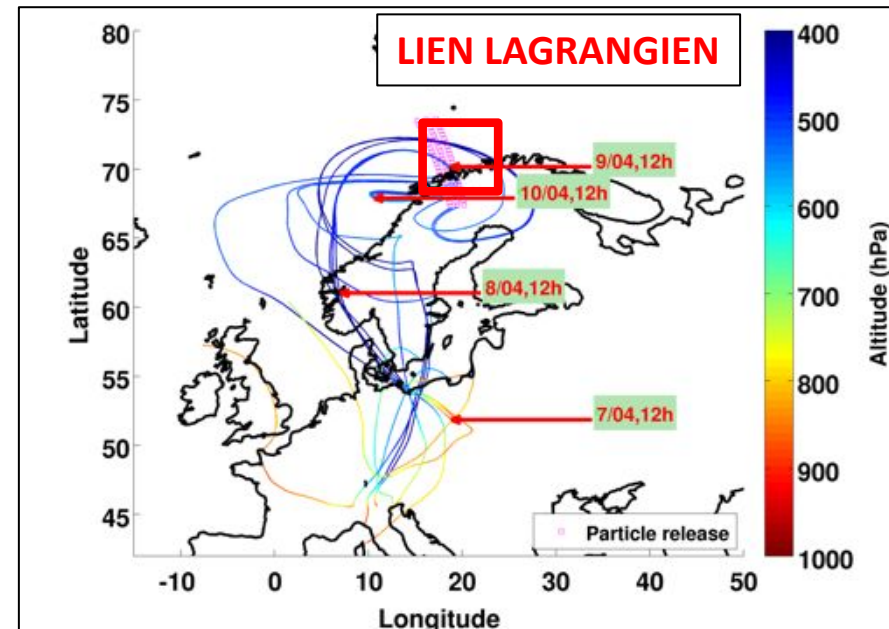 LIEN LAGRANGIEN
80
75
70
65
60
55
50
45
Latitude
-10 0 10 20 30 40 50
Longitude
9/04,12h
10/04,12h
8/04,12h
7/04,12h
Particle release
400
500
600
700
800
900
1000
Altitude (hPa)